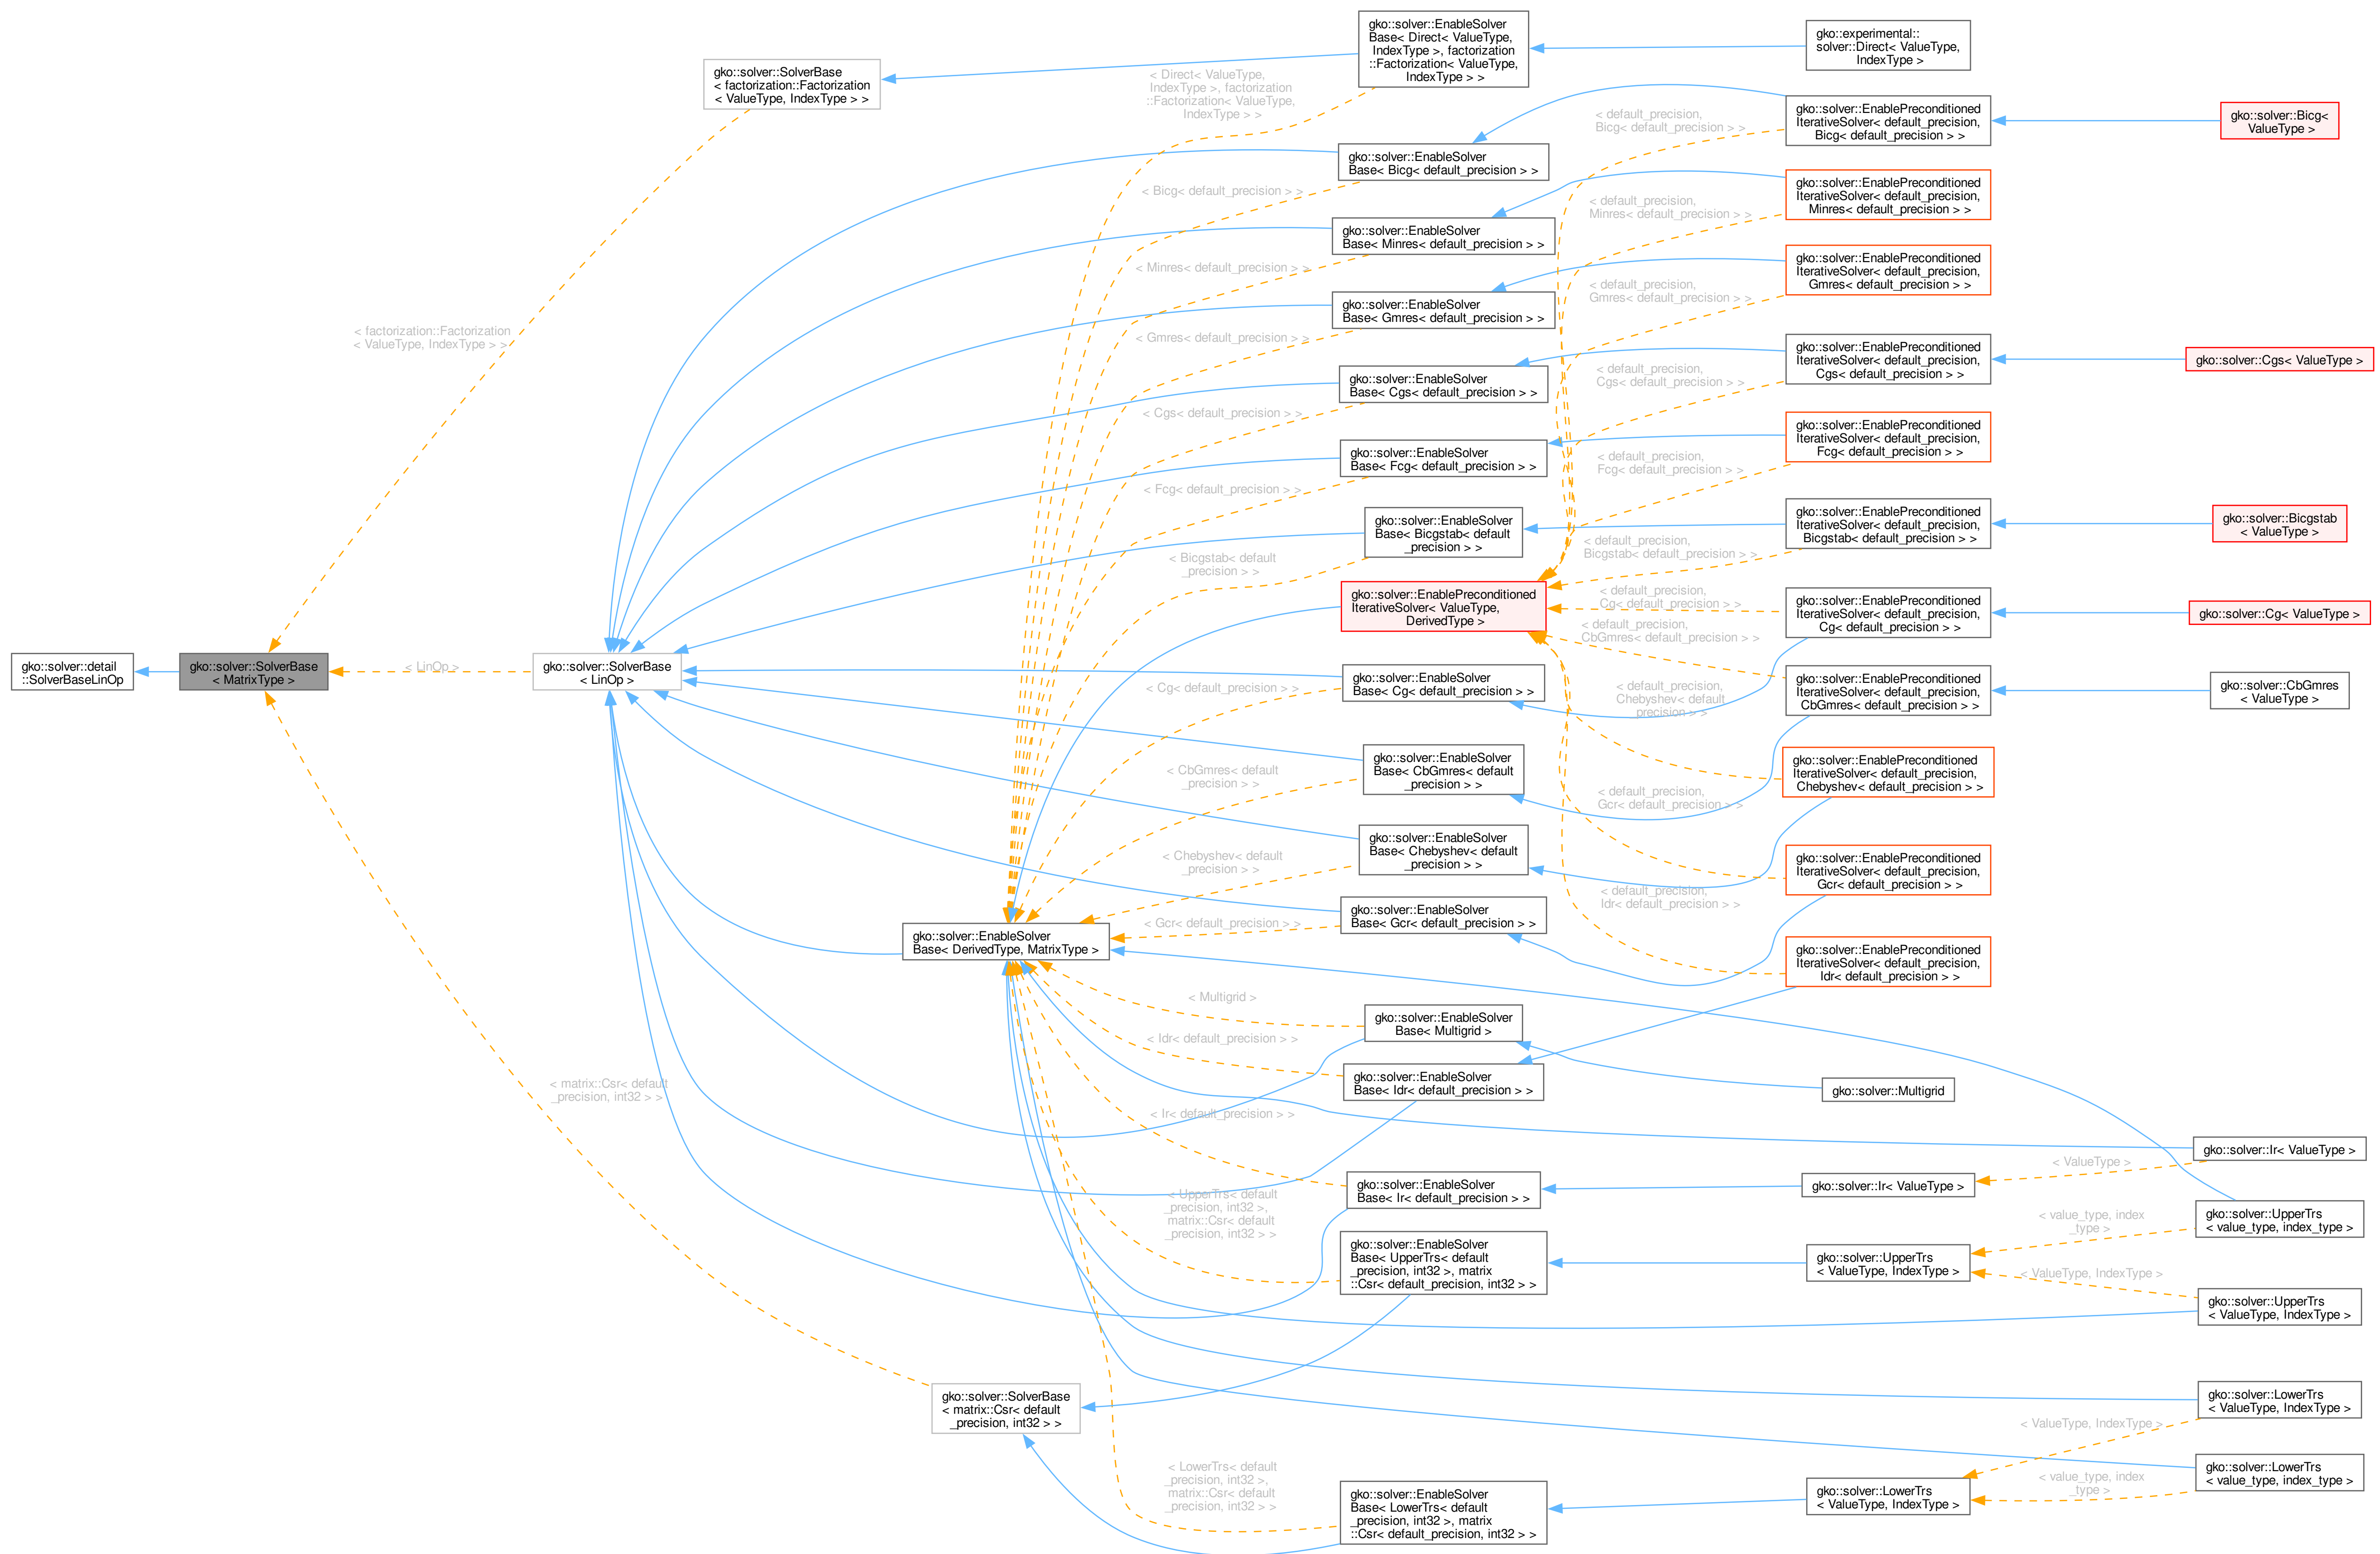 gko::solver::detail
::SolverBaseLinOp
gko::solver::SolverBase
< MatrixType >
< factorization::Factorization
< ValueType, IndexType > >
< LinOp >
< matrix::Csr< default
_precision, int32 > >
gko::solver::SolverBase
< factorization::Factorization
< ValueType, IndexType > >
gko::solver::SolverBase
< LinOp >
gko::solver::EnableSolver
Base< DerivedType, MatrixType >
gko::solver::SolverBase
< matrix::Csr< default
_precision, int32 > >
< Direct< ValueType,
IndexType >, factorization
::Factorization< ValueType,
IndexType > >
< Bicg< default_precision > >
< Minres< default_precision > >
< Gmres< default_precision > >
< Cgs< default_precision > >
< Fcg< default_precision > >
< Bicgstab< default
_precision > >
< Cg< default_precision > >
< CbGmres< default
_precision > >
< Chebyshev< default
_precision > >
< Gcr< default_precision > >
< Multigrid >
< Idr< default_precision > >
< Ir< default_precision > >
< UpperTrs< default
_precision, int32 >,
matrix::Csr< default
_precision, int32 > >
< LowerTrs< default
_precision, int32 >,
matrix::Csr< default
_precision, int32 > >
gko::solver::EnableSolver
Base< Direct< ValueType,
IndexType >, factorization
::Factorization< ValueType,
IndexType > >
gko::solver::EnableSolver
Base< Bicg< default_precision > >
gko::solver::EnableSolver
Base< Minres< default_precision > >
gko::solver::EnableSolver
Base< Gmres< default_precision > >
gko::solver::EnableSolver
Base< Cgs< default_precision > >
gko::solver::EnableSolver
Base< Fcg< default_precision > >
gko::solver::EnableSolver
Base< Bicgstab< default
_precision > >
gko::solver::EnablePreconditioned
IterativeSolver< ValueType,
DerivedType >
gko::solver::EnableSolver
Base< Cg< default_precision > >
gko::solver::EnableSolver
Base< CbGmres< default
_precision > >
gko::solver::EnableSolver
Base< Chebyshev< default
_precision > >
gko::solver::EnableSolver
Base< Gcr< default_precision > >
gko::solver::EnableSolver
Base< Multigrid >
gko::solver::EnableSolver
Base< Idr< default_precision > >
gko::solver::EnableSolver
Base< Ir< default_precision > >
gko::solver::EnableSolver
Base< UpperTrs< default
_precision, int32 >, matrix
::Csr< default_precision, int32 > >
gko::solver::EnableSolver
Base< LowerTrs< default
_precision, int32 >, matrix
::Csr< default_precision, int32 > >
< default_precision,
Bicg< default_precision > >
< default_precision,
Minres< default_precision > >
< default_precision,
Gmres< default_precision > >
< default_precision,
Cgs< default_precision > >
< default_precision,
Fcg< default_precision > >
< default_precision,
Bicgstab< default_precision > >
< default_precision,
Cg< default_precision > >
< default_precision,
CbGmres< default_precision > >
< default_precision,
Chebyshev< default
_precision > >
< default_precision,
Gcr< default_precision > >
< default_precision,
Idr< default_precision > >
gko::experimental::
solver::Direct< ValueType,
IndexType >
gko::solver::EnablePreconditioned
IterativeSolver< default_precision,
Bicg< default_precision > >
gko::solver::EnablePreconditioned
IterativeSolver< default_precision,
Minres< default_precision > >
gko::solver::EnablePreconditioned
IterativeSolver< default_precision,
Gmres< default_precision > >
gko::solver::EnablePreconditioned
IterativeSolver< default_precision,
Cgs< default_precision > >
gko::solver::EnablePreconditioned
IterativeSolver< default_precision,
Fcg< default_precision > >
gko::solver::EnablePreconditioned
IterativeSolver< default_precision,
Bicgstab< default_precision > >
gko::solver::EnablePreconditioned
IterativeSolver< default_precision,
Cg< default_precision > >
gko::solver::EnablePreconditioned
IterativeSolver< default_precision,
CbGmres< default_precision > >
gko::solver::EnablePreconditioned
IterativeSolver< default_precision,
Chebyshev< default_precision > >
gko::solver::EnablePreconditioned
IterativeSolver< default_precision,
Gcr< default_precision > >
gko::solver::EnablePreconditioned
IterativeSolver< default_precision,
Idr< default_precision > >
gko::solver::Multigrid
gko::solver::Ir< ValueType >
gko::solver::UpperTrs
< ValueType, IndexType >
gko::solver::LowerTrs
< ValueType, IndexType >
< ValueType >
< value_type, index
_type >
< ValueType, IndexType >
< ValueType, IndexType >
< value_type, index
_type >
gko::solver::Bicg<
ValueType >
gko::solver::Cgs< ValueType >
gko::solver::Bicgstab
< ValueType >
gko::solver::Cg< ValueType >
gko::solver::CbGmres
< ValueType >
gko::solver::Ir< ValueType >
gko::solver::UpperTrs
< value_type, index_type >
gko::solver::UpperTrs
< ValueType, IndexType >
gko::solver::LowerTrs
< ValueType, IndexType >
gko::solver::LowerTrs
< value_type, index_type >